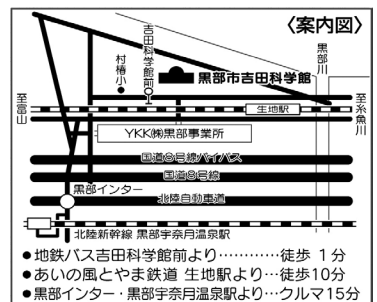 〈案内図〉
吉田科学館前
村椿小
黒部川
黒部市吉田科学館
至富山
生地駅
至糸魚川
YKK㈱黒部事業所
国道8号線バイパス
国道8号線
黒部インター
北陸自動車道
北陸新幹線 黒部宇奈月温泉駅
●地鉄バス吉田科学館前より…………徒歩 1分
●あいの風とやま鉄道 生地駅より…徒歩10分
●黒部インター・黒部宇奈月温泉駅より…クルマ15分